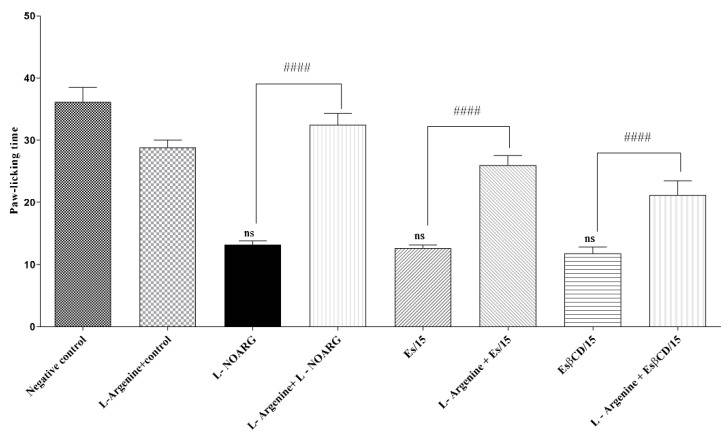 50
####
40
####
####
30
Paw-licking time
20
ns
ns
ns
10
0
Negative control
L-Argenine+control
L- NOARG
L- Argenine+ L - NOARG
Es/15
L- Argenine + Es/15
EsβCD/15
L - Argenine + EsβCD/15